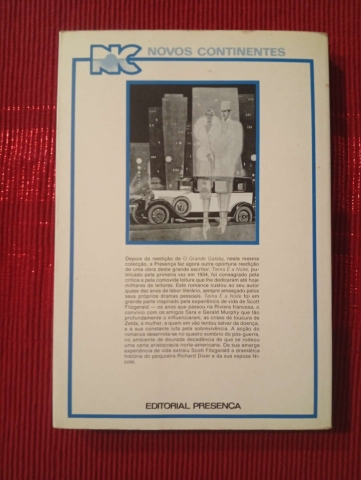 NC NOVOS CONTINENTES
Depois da reedição de O Grande Gatsby, nesta mesma
colecção, a Presença faz agora outra oportuna reedição
de uma obra deste grande escritor. Terna É a Noite, pu-
blicado pela primeira vez em 1934, foi consagrado pela
crítica e pela comovida leitura que lhe dedicaram até hoje
milhares de leitores. Este romance custou ao seu autor
quase dez anos de labor literário, sempre ameaçado pelos
seus próprios dramas pessoais. Terna É a Noite foi em
grande parte inspirado pela experiência de vida de Scott
Fitzgerald — os anos que passou na Riviera francesa, o
convívio com os amigos Sara e Gerald Murphy que tão
profundamente o influenciaram, as crises de loucura de
Zelda, a mulher, a quem em vão tentou salvar da doença,
e a sua constante luta pela sobrevivência. A acção do
romance desenrola-se no quadro sombrio do pós-guerra,
no ambiente de dourada decadência de que se rodeou
uma certa aristocracia norte-americana. Da sua amarga
experiência de vida extraiu Scott Fitzgerald a dramática
história do psiquiatra Richard Diver e da sua esposa Ni-
cole.
EDITORIAL PRESENÇA